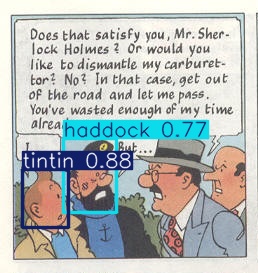 Does that satisfy you, Mr. Sher-
lock Holmes? Or would you
like to dismantle my carburet-
tor? No? In that case, get out
of the road and let me pass.
You've wasted enough of my time
haddock 0.77
But...
tintin 0.88